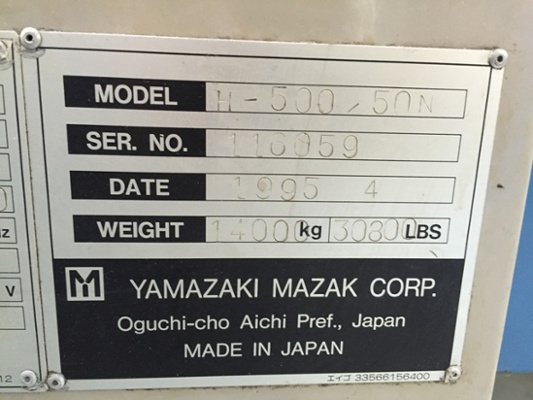 MODEL H-500/50N
SER. NO. 116059
DATE 1995 4
WEIGHT 14000 kg 30800 LBS
M YAMAZAKI MAZAK CORP.
Oguchi-cho Aichi Pref., Japan
MADE IN JAPAN
エイゴ 33566156400
V
12